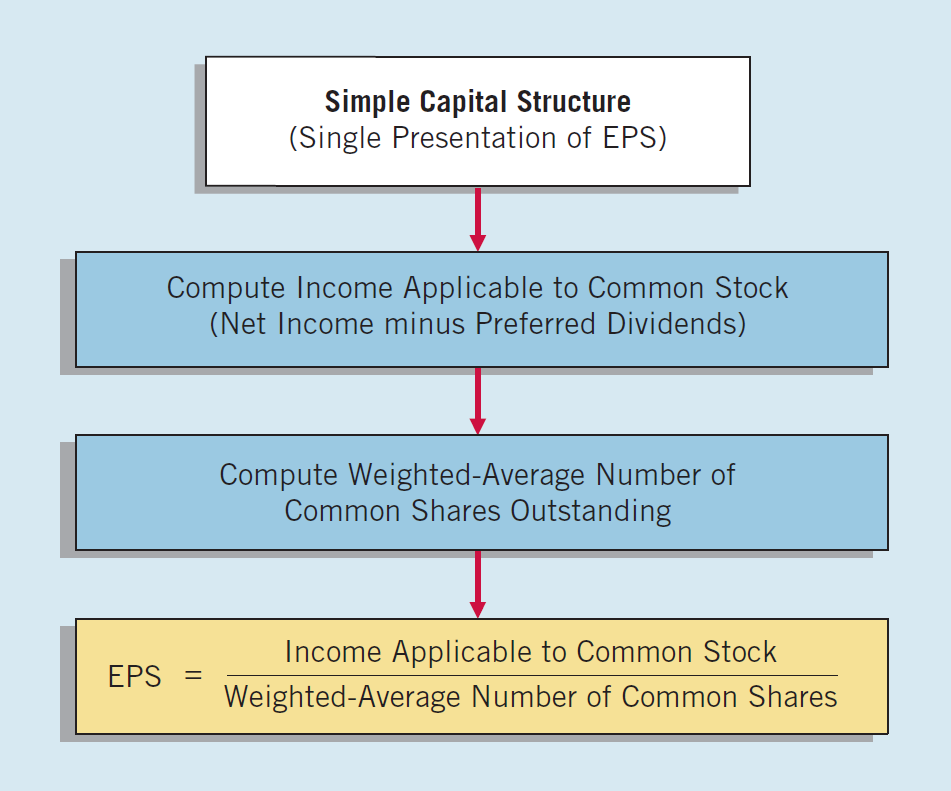 Simple Capital Structure
(Single Presentation of EPS)
Compute Income Applicable to Common Stock
(Net Income minus Preferred Dividends)
Compute Weighted-Average Number of
Common Shares Outstanding
EPS = Income Applicable to Common Stock
Weighted-Average Number of Common Shares